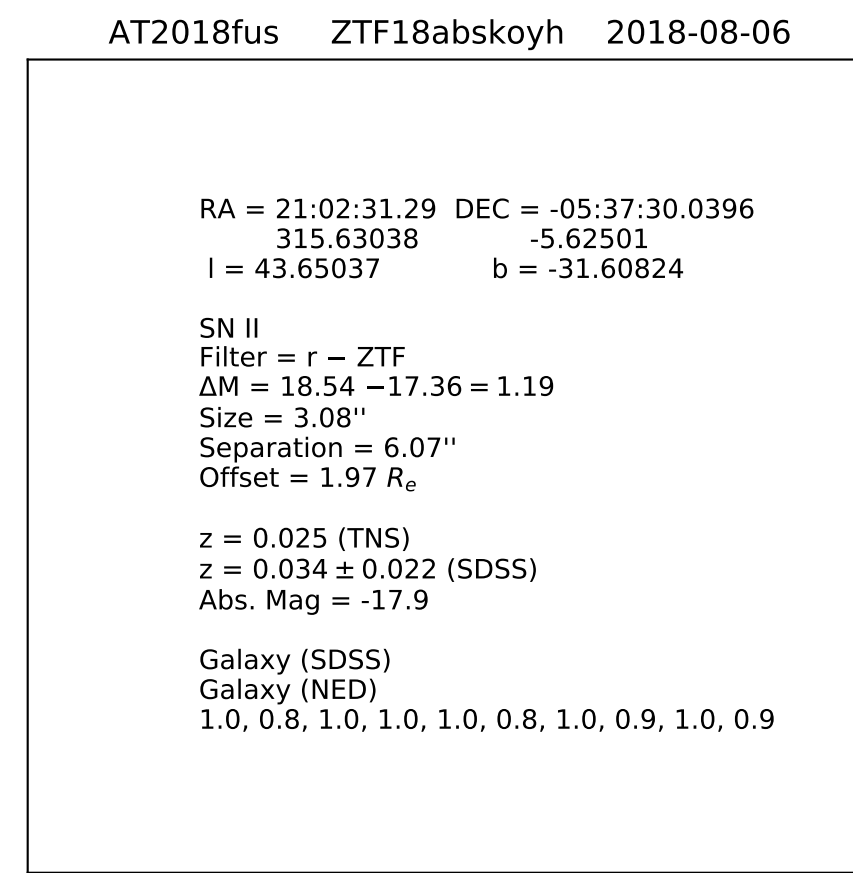 AT2018fus ZTF18abskoyh 2018-08-06
RA = 21:02:31.29 DEC = -05:37:30.0396
315.63038 -5.62501
l = 43.65037 b = -31.60824
SN II
Filter = r − ZTF
ΔM = 18.54 −17.36 = 1.19
Size = 3.08''
Separation = 6.07''
Offset = 1.97 Rₑ
z = 0.025 (TNS)
z = 0.034 ± 0.022 (SDSS)
Abs. Mag = -17.9
Galaxy (SDSS)
Galaxy (NED)
1.0, 0.8, 1.0, 1.0, 1.0, 0.8, 1.0, 0.9, 1.0, 0.9